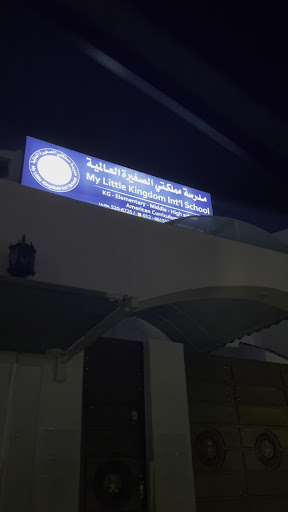 مدرسة مملكتي الصغيرة العالمية
My Little Kingdom Int'l School
KG - Elementary - Middle - High
American Curriculum